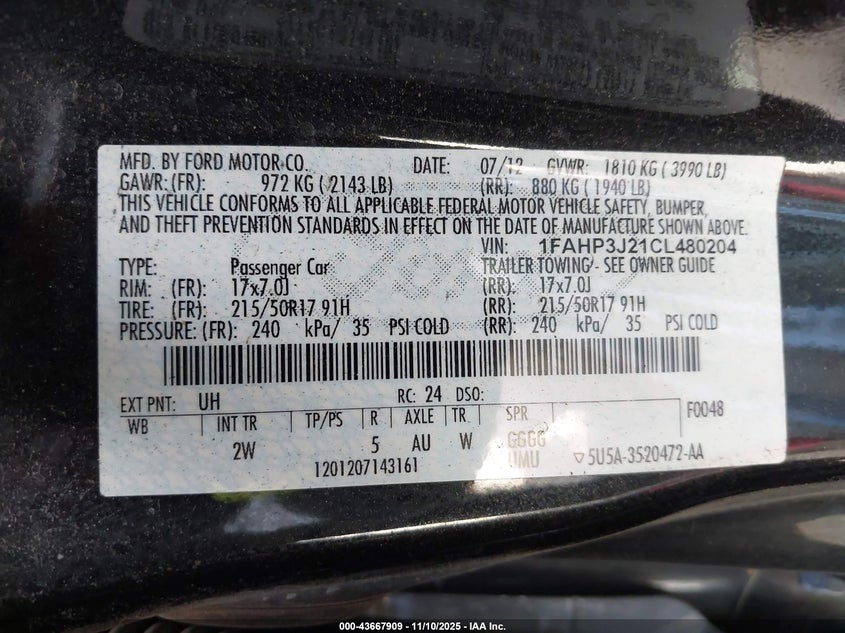 MFD. BY FORD MOTOR CO. DATE: 07/12 GVWR: 1810 KG ( 3990 LB)
GAWR: (FR): 972 KG ( 2143 LB) (RR): 880 KG ( 1940 LB)
THIS VEHICLE CONFORMS TO ALL APPLICABLE FEDERAL MOTOR VEHICLE SAFETY, BUMPER,
AND THEFT PREVENTION STANDARDS IN EFFECT ON THE DATE OF MANUFACTURE SHOWN ABOVE.
VIN: 1FAHP3J21CL480204
TYPE: Passenger Car TRAILER TOWING - SEE OWNER GUIDE
RIM: (FR): 17x7.0J (RR): 17x7.0J
TIRE: (FR): 215/50R17 91H (RR): 215/50R17 91H
PRESSURE: (FR): 240 kPa/ 35 PSI COLD (RR): 240 kPa/ 35 PSI COLD
EXT PNT: UH RC: 24 DSO:
WB INT TR TP/PS R AXLE TR SPR F0048
2W 5 AU W GGGG
1201207143161 UMU ▽5U5A-3520472-AA
000-43667909 - 11/10/2025 - IAA Inc.